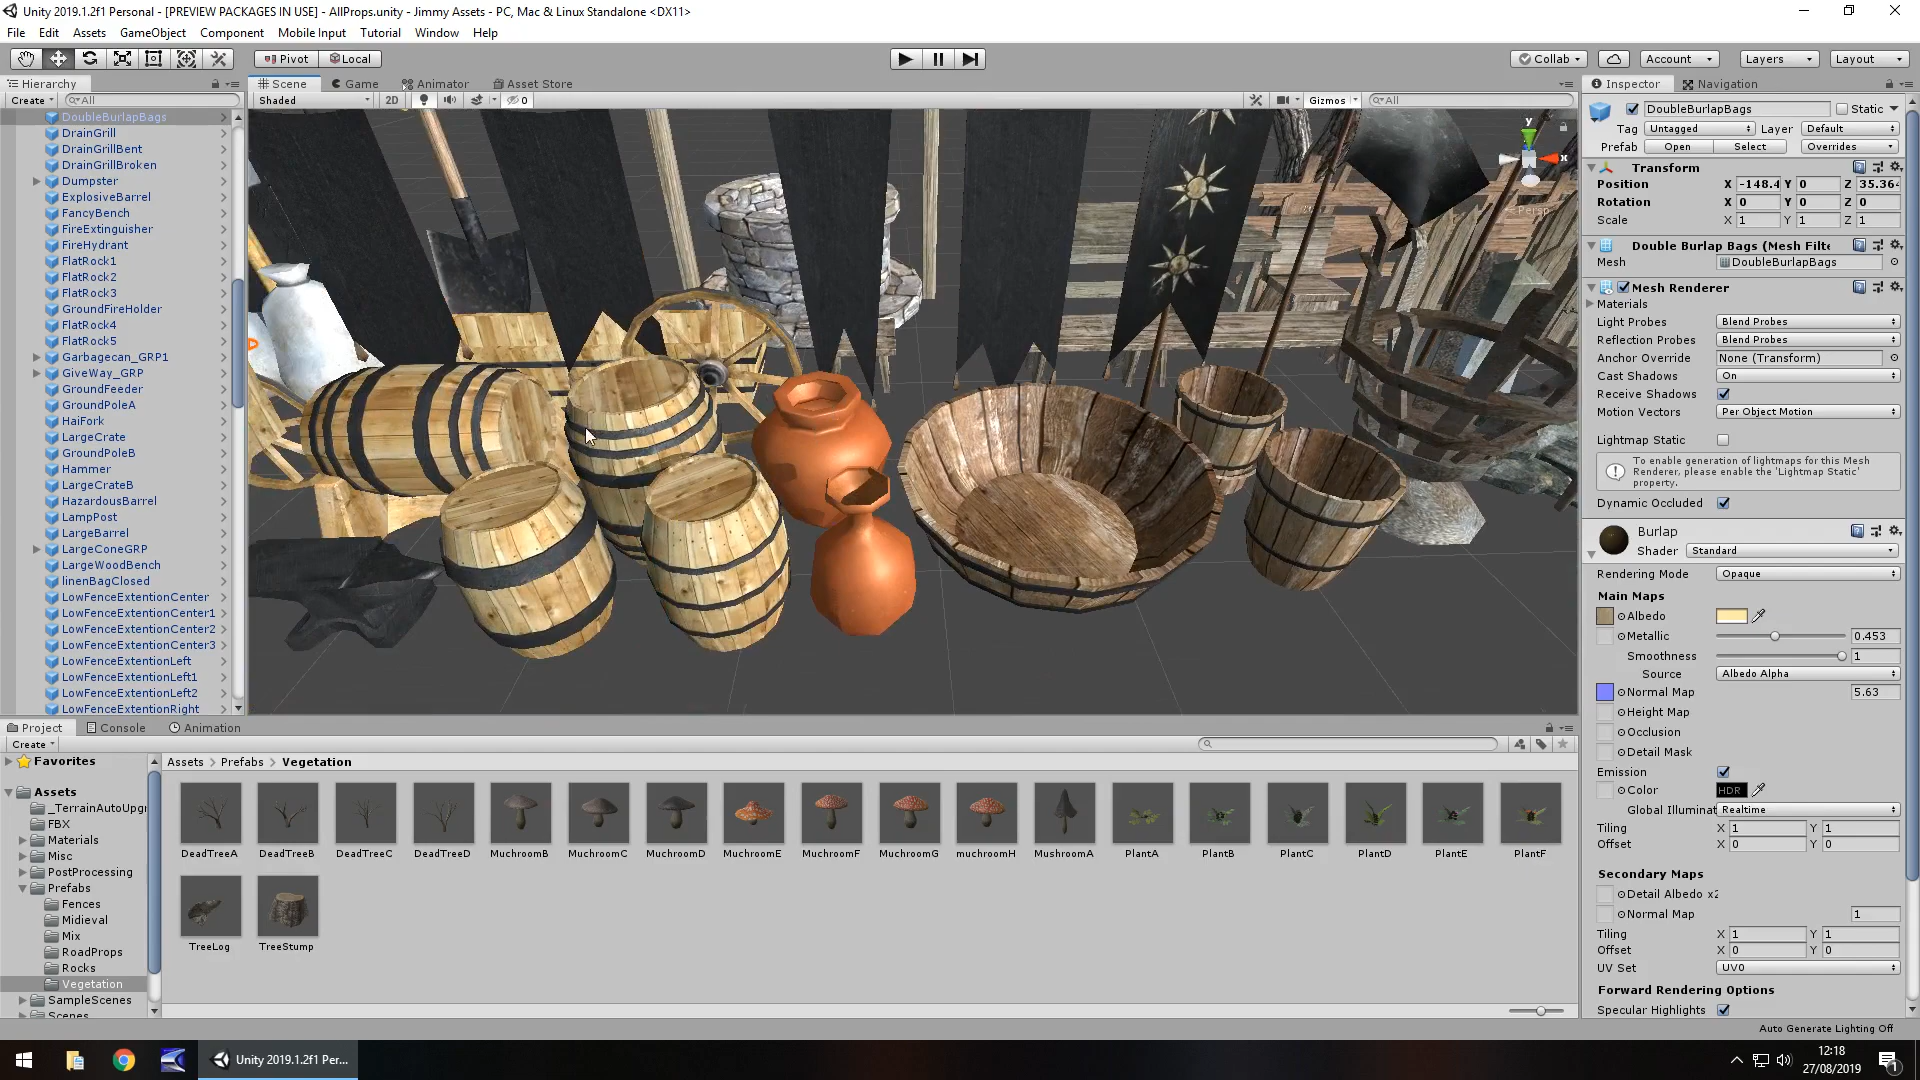 Unity 2019.1.2f1 Personal - [PREVIEW PACKAGES IN USE] - AllProps.unity - Jimmy Assets - PC, Mac & Linux Standalone <DX11>
File Edit Assets GameObject Component Mobile Input Tutorial Window Help
Pivot Local Collab Account Layers Layout
Hierarchy
Create All
DoubleBurlapBags
DrainGrill
DrainGrillBent
DrainGrillBroken
Dumpster
ExplosiveBarrel
FancyBench
FireExtinguisher
FireHydrant
FlatRock1
FlatRock2
FlatRock3
GroundFireHolder
FlatRock4
FlatRock5
Garbagecan_GRP1
GiveWay_GRP
GroundFeeder
GroundPoleA
HaiFork
LargeCrate
GroundPoleB
Hammer
LargeCrateB
HazardousBarrel
LampPost
LargeBarrel
LargeConeGRP
LargeWoodBench
linenBagClosed
LowFenceExtentionCenter
LowFenceExtentionCenter1
LowFenceExtentionCenter2
LowFenceExtentionCenter3
LowFenceExtentionLeft
LowFenceExtentionLeft1
LowFenceExtentionLeft2
LowFenceExtentionRight
Scene Game Animator Asset Store
Shaded 2D 0 Gizmos All
y
x
Persp
Inspector Navigation
DoubleBurlapBags Static
Tag Untagged Layer Default
Prefab Open Select Overrides
Transform
Position X -148.4 Y 0 Z 35.364
Rotation X 0 Y 0 Z 0
Scale X 1 Y 1 Z 1
Double Burlap Bags (Mesh Filte
Mesh DoubleBurlapBags
Mesh Renderer
Materials
Light Probes Blend Probes
Reflection Probes Blend Probes
Anchor Override None (Transform)
Cast Shadows On
Receive Shadows
Motion Vectors Per Object Motion
Lightmap Static
To enable generation of lightmaps for this Mesh
Renderer, please enable the 'Lightmap Static'
property.
Dynamic Occluded
Burlap
Shader Standard
Rendering Mode Opaque
Main Maps
Albedo
Metallic 0.453
Smoothness 1
Source Albedo Alpha
Normal Map 5.63
Height Map
Occlusion
Detail Mask
Emission
Color HDR
Global Illuminat Realtime
Tiling X 1 Y 1
Offset X 0 Y 0
Secondary Maps
Detail Albedo x2
Normal Map 1
Tiling X 1 Y 1
Offset X 0 Y 0
UV Set UV0
Forward Rendering Options
Specular Highlights
Project Console Animation
Create
Favorites
Assets
_TerrainAutoUpgr
FBX
Materials
Misc
PostProcessing
Prefabs
Fences
Midieval
Mix
RoadProps
Rocks
Vegetation
SampleScenes
Scenes
Assets > Prefabs > Vegetation
DeadTreeA DeadTreeB DeadTreeC DeadTreeD MuchroomB MuchroomC MuchroomD MuchroomE MuchroomF MuchroomG muchroomH MushroomA PlantA PlantB PlantC PlantD PlantE PlantF
TreeLog TreeStump
Auto Generate Lighting Off
Unity 2019.1.2f1 Per...
12:18
27/08/2019
1